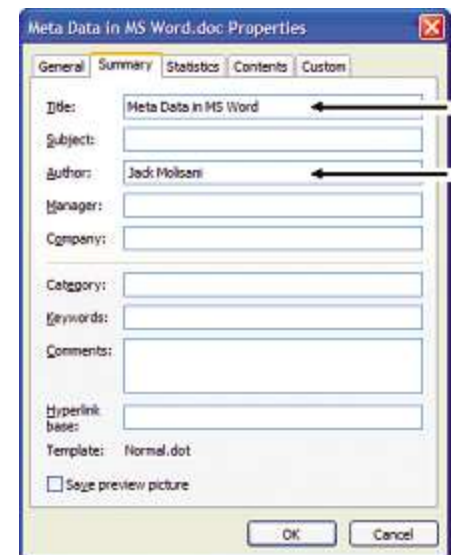 Meta Data in MS Word.doc Properties
General Summary Statistics Contents Custom
Title: Meta Data in MS Word
Subject:
Author: Jack Molisani
Manager:
Company:
Category:
Keywords:
Comments:
Hyperlink
base:
Template: Normal.dot
Save preview picture
OK Cancel